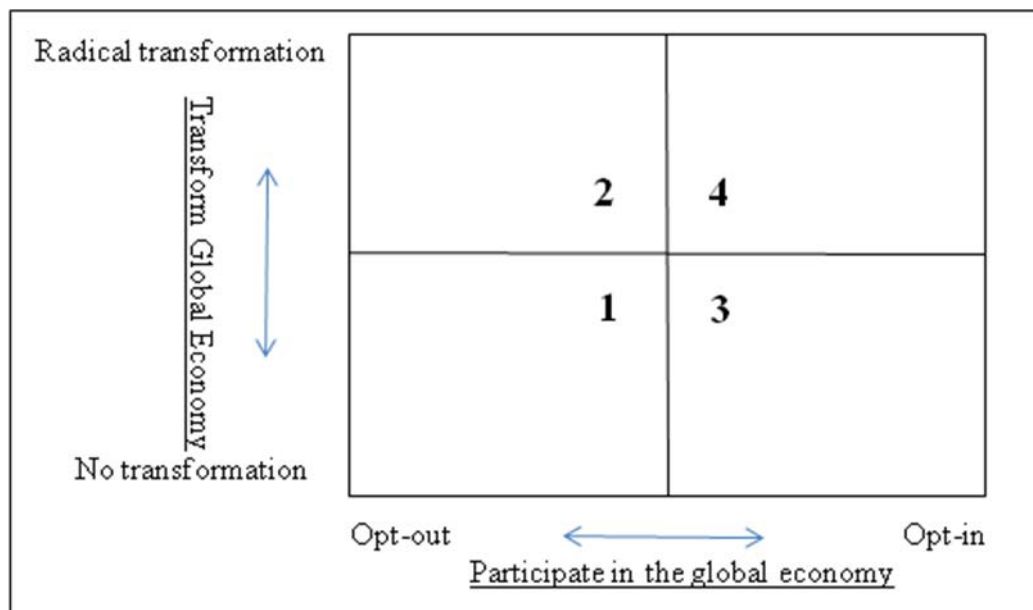 Radical transformation
Transform Global Economy
2
4
1
3
No transformation
Opt-out
Opt-in
Participate in the global economy